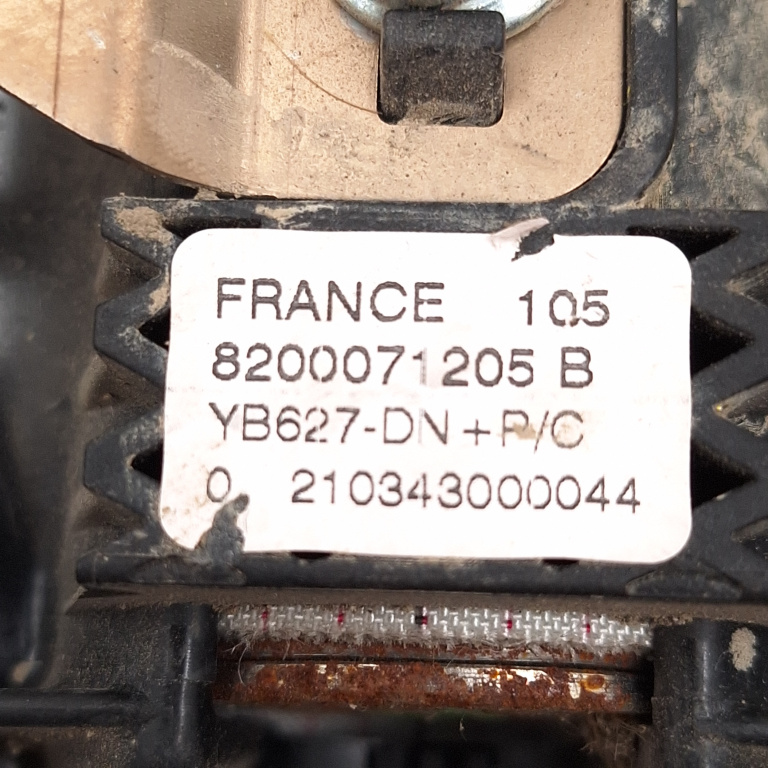 FRANCE 105
8200071205 B
YB627-DN+P/C
0 210343000044